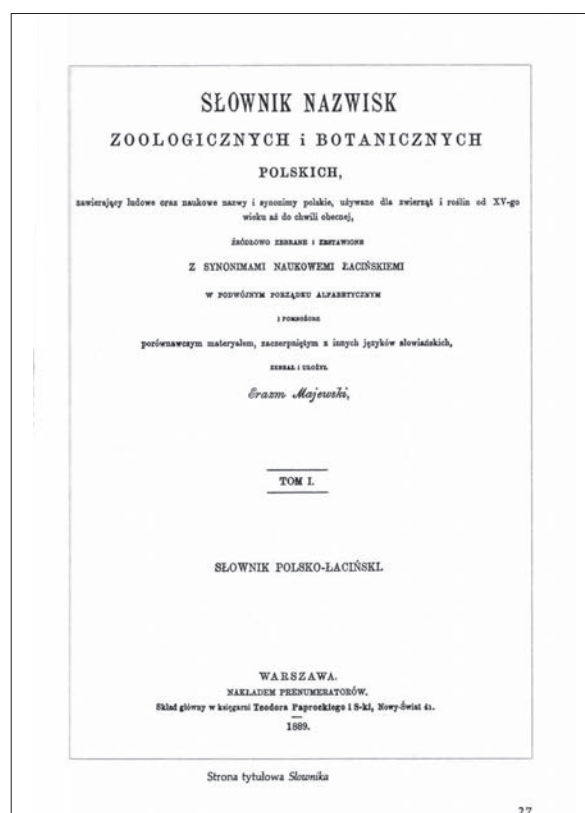 SŁOWNIK NAZWISK
ZOOLOGICZNYCH i BOTANICZNYCH
POLSKICH,
zawierający ludowe oraz naukowe nazwy i synonimy polskie, używane dla zwierząt i roślin od XV-go
wieku aż do chwili obecnej,
ŹRÓDŁOWO ZEBRANE I ZESTAWIONE
Z SYNONIMAMI NAUKOWEMI ŁACIŃSKIEMI
W PODWÓJNYM PORZĄDKU ALFABETYCZNYM
I POMNOŻONE
porównawczym materyałem, zaczerpniętym z innych języków słowiańskich,
ZEBRAŁ I UŁOŻYŁ
Erazm Majewski,
TOM I.
SŁOWNIK POLSKO-ŁACIŃSKI.
WARSZAWA.
NAKŁADEM PRENUMERATORÓW.
Skład główny w księgarni Teodora Paprockiego i S-ki, Nowy-Świat 41.
1889.
Strona tytułowa Słownika
27